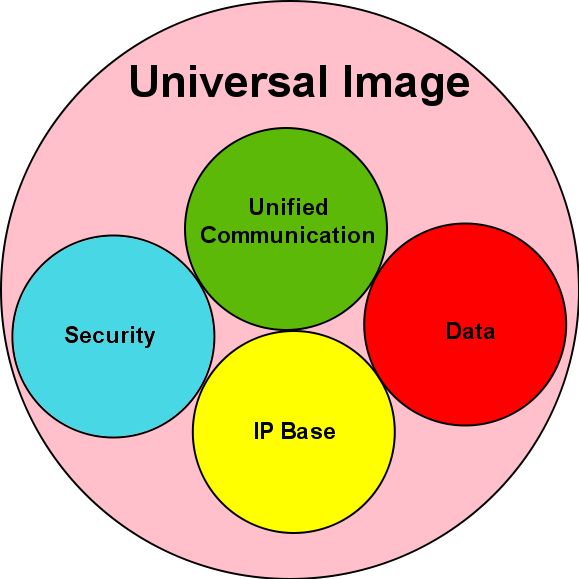 Universal Image
Unified
Communication
Security
Data
IP Base